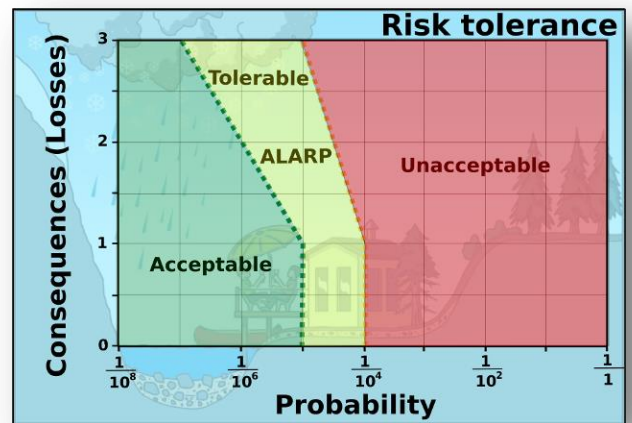 Risk tolerance
Consequences (Losses)
3
2
1
0
Tolerable
ALARP
Unacceptable
Acceptable
1/10⁸
1/10⁶
1/10⁴
1/10²
1/1
Probability